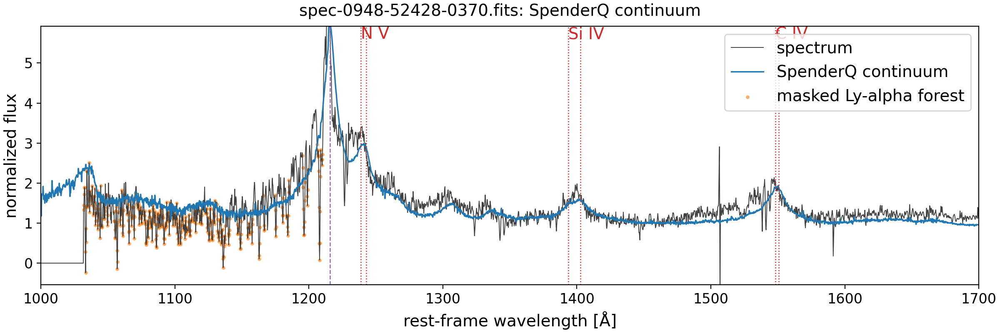 spec-0948-52428-0370.fits: SpenderQ continuum
N V
Si IV
C IV
spectrum
SpenderQ continuum
masked Ly-alpha forest
normalized flux
5
4
3
2
1
0
1000 1100 1200 1300 1400 1500 1600 1700
rest-frame wavelength [Å]